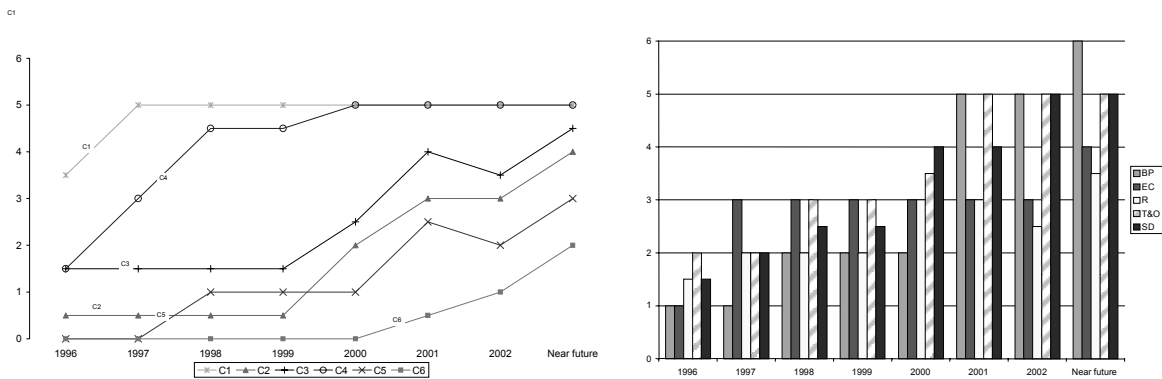 C1
6
5
4
3
2
1
0
C1
C4
C3
C2
C5
C6
1996 1997 1998 1999 2000 2001 2002 Near future
C1 C2 C3 C4 C5 C6
6
5
4
3
2
1
0
1996 1997 1998 1999 2000 2001 2002 Near future
BP
EC
R
T&O
SD